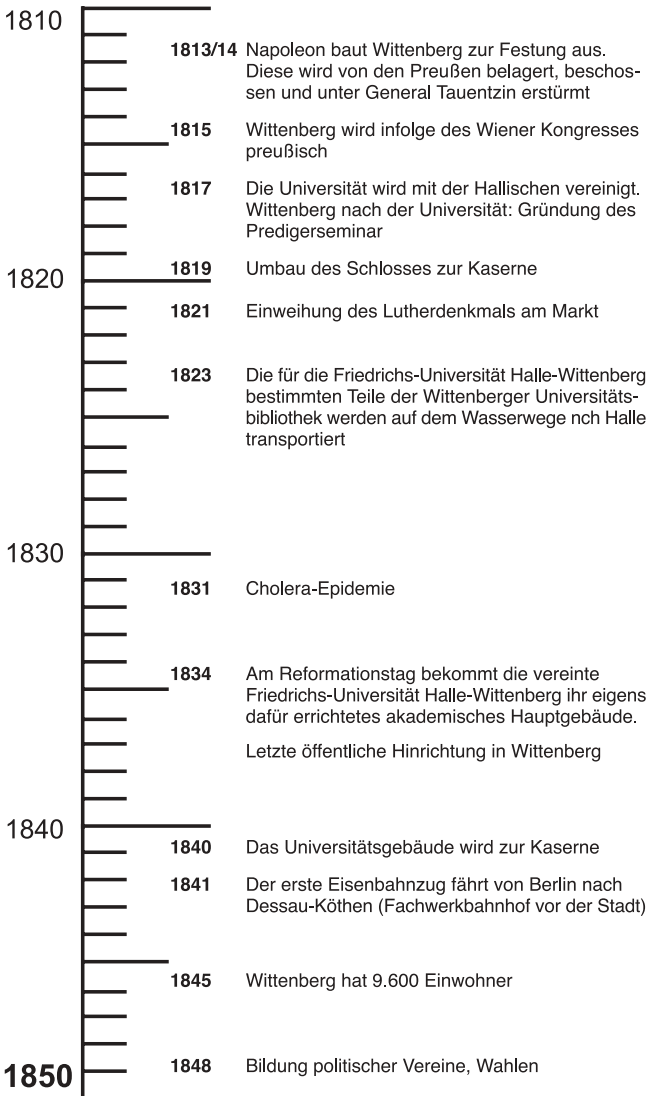 1810
1813/14 Napoleon baut Wittenberg zur Festung aus.
Diese wird von den Preußen belagert, beschos-
sen und unter General Tauentzin erstürmt
1815 Wittenberg wird infolge des Wiener Kongresses
preußisch
1817 Die Universität wird mit der Hallischen vereinigt.
Wittenberg nach der Universität: Gründung des
Predigerseminar
1819 Umbau des Schlosses zur Kaserne
1820
1821 Einweihung des Lutherdenkmals am Markt
1823 Die für die Friedrichs-Universität Halle-Wittenberg
bestimmten Teile der Wittenberger Universitäts-
bibliothek werden auf dem Wasserwege nch Halle
transportiert
1830
1831 Cholera-Epidemie
1834 Am Reformationstag bekommt die vereinte
Friedrichs-Universität Halle-Wittenberg ihr eigens
dafür errichtetes akademisches Hauptgebäude.
Letzte öffentliche Hinrichtung in Wittenberg
1840
1840 Das Universitätsgebäude wird zur Kaserne
1841 Der erste Eisenbahnzug fährt von Berlin nach
Dessau-Köthen (Fachwerkbahnhof vor der Stadt)
1845 Wittenberg hat 9.600 Einwohner
1848 Bildung politischer Vereine, Wahlen
1850